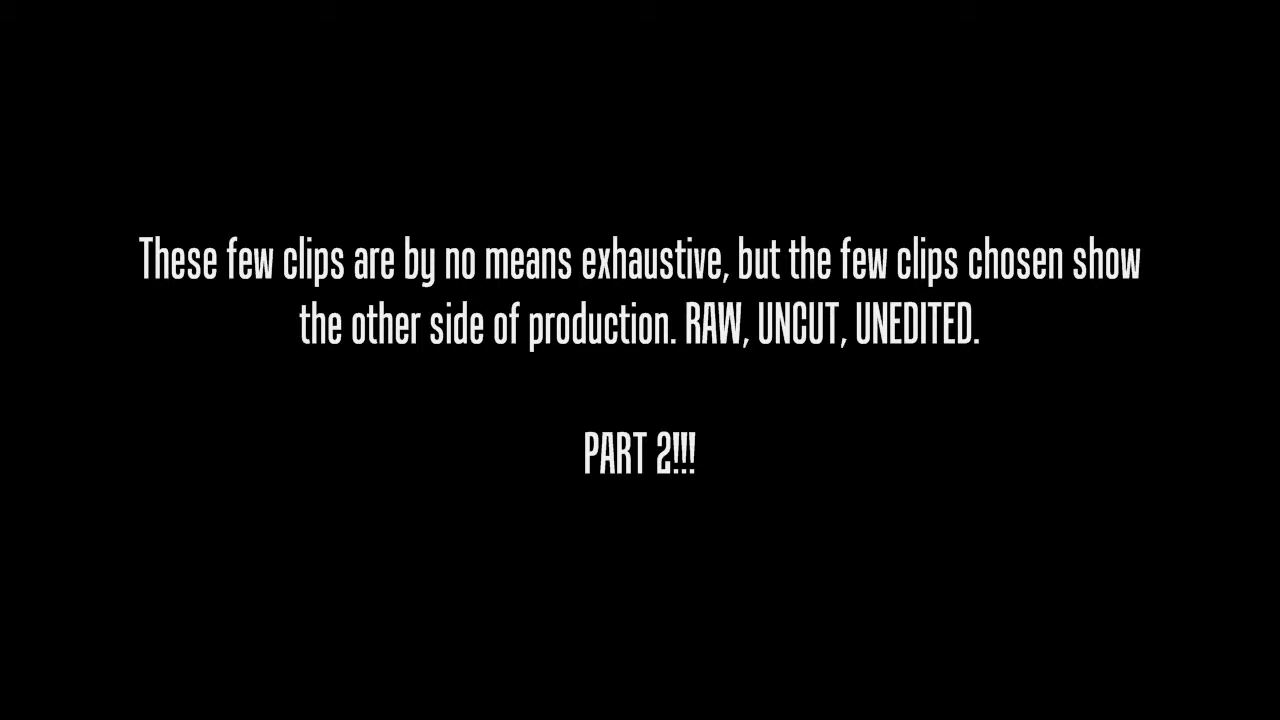 These few clips are by no means exhaustive, but the few clips chosen show
the other side of production. RAW, UNCUT, UNEDITED.
PART 2!!!